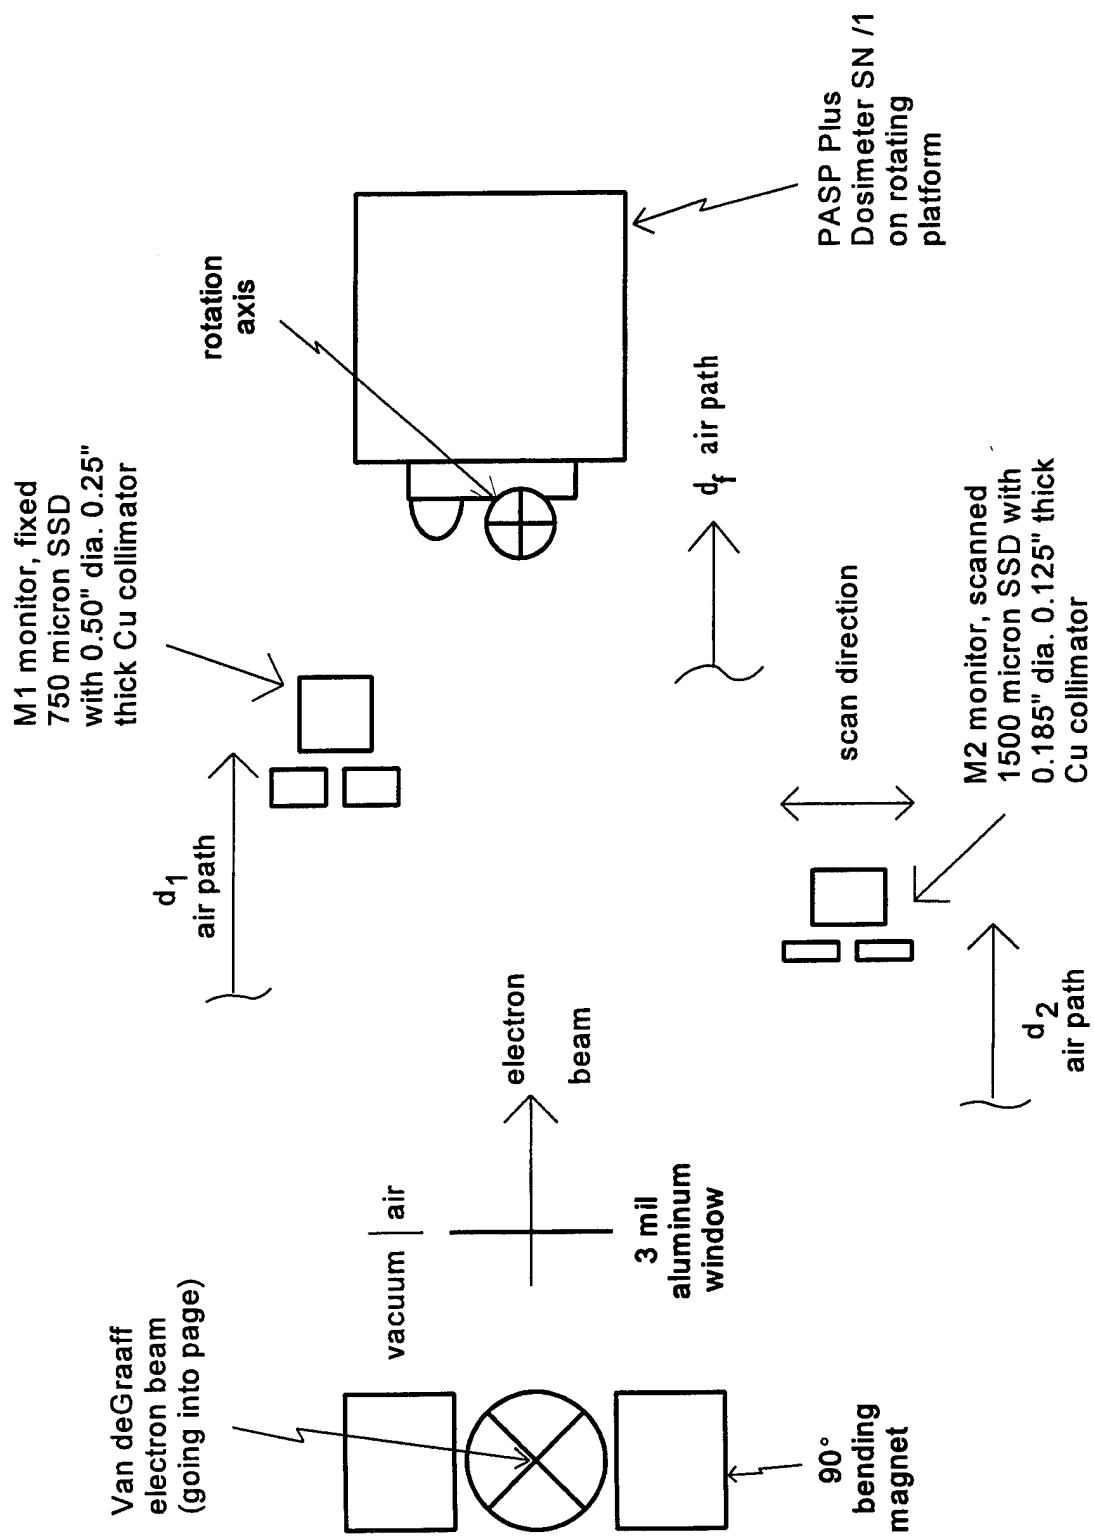 Van deGraaff
electron beam
(going into page)
vacuum | air
90°
bending
magnet
3 mil
aluminum
window
electron
beam
d1
air path
M1 monitor, fixed
750 micron SSD
with 0.50" dia. 0.25"
thick Cu collimator
d2
air path
scan direction
M2 monitor, scanned
1500 micron SSD with
0.185" dia. 0.125" thick
Cu collimator
rotation
axis
df air path
PASP Plus
Dosimeter SN /1
on rotating
platform